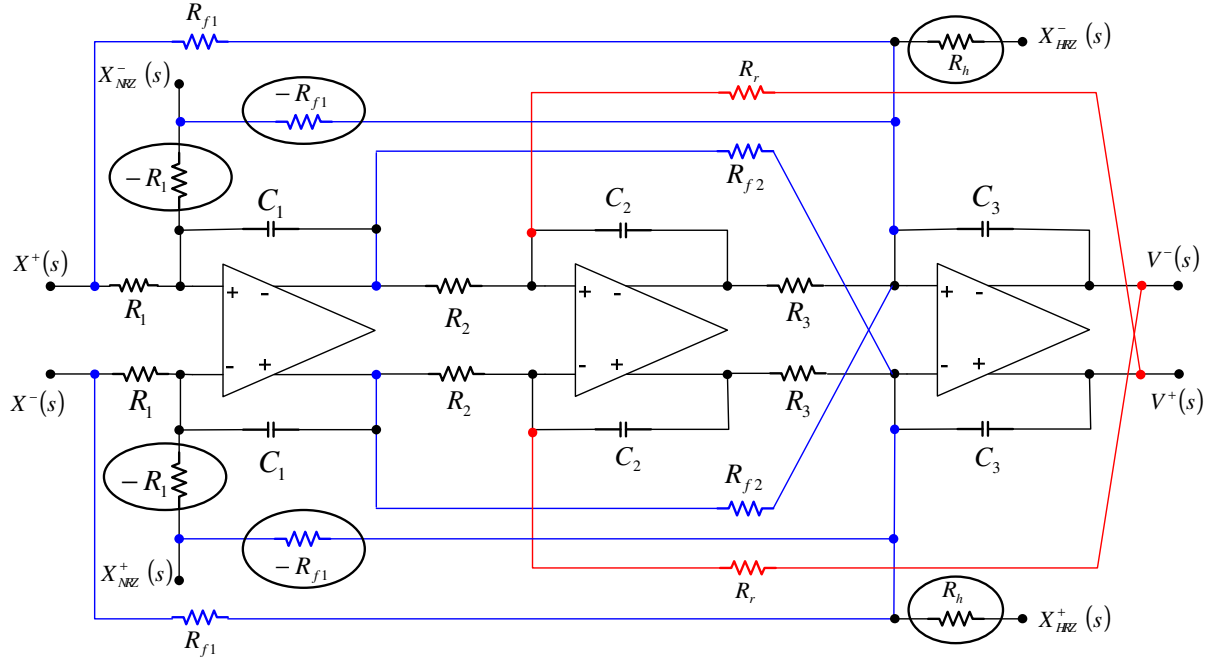 R_{f1}
X^-_{NRZ}(s)
X^-_{HRZ}(s)
R_h
R_r
-R_{f1}
R_{f2}
-R_1
C_1
C_2
C_3
X^+(s)
V^-(s)
+ -
+ -
+ -
R_1
R_2
R_3
- +
- +
- +
X^-(s)
R_1
R_2
R_3
V^+(s)
C_1
C_2
C_3
-R_1
R_{f2}
-R_{f1}
X^+_{NRZ}(s)
R_r
R_h
X^+_{HRZ}(s)
R_{f1}